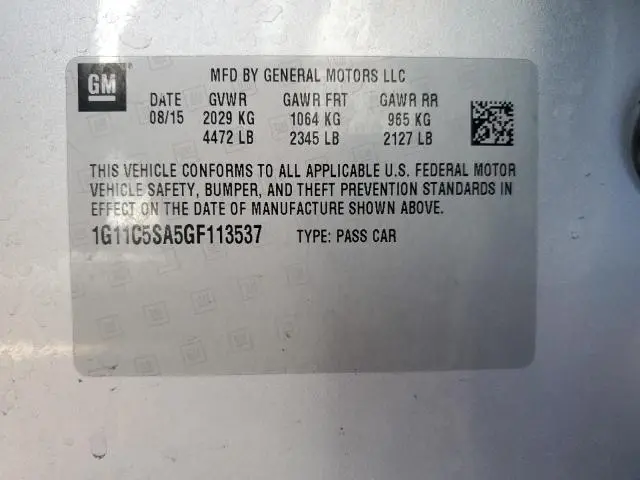 GM
MFD BY GENERAL MOTORS LLC
DATE GVWR GAWR FRT GAWR RR
08/15 2029 KG 1064 KG 965 KG
4472 LB 2345 LB 2127 LB
THIS VEHICLE CONFORMS TO ALL APPLICABLE U.S. FEDERAL MOTOR
VEHICLE SAFETY, BUMPER, AND THEFT PREVENTION STANDARDS IN
EFFECT ON THE DATE OF MANUFACTURE SHOWN ABOVE.
1G11C5SA5GF113537 TYPE: PASS CAR